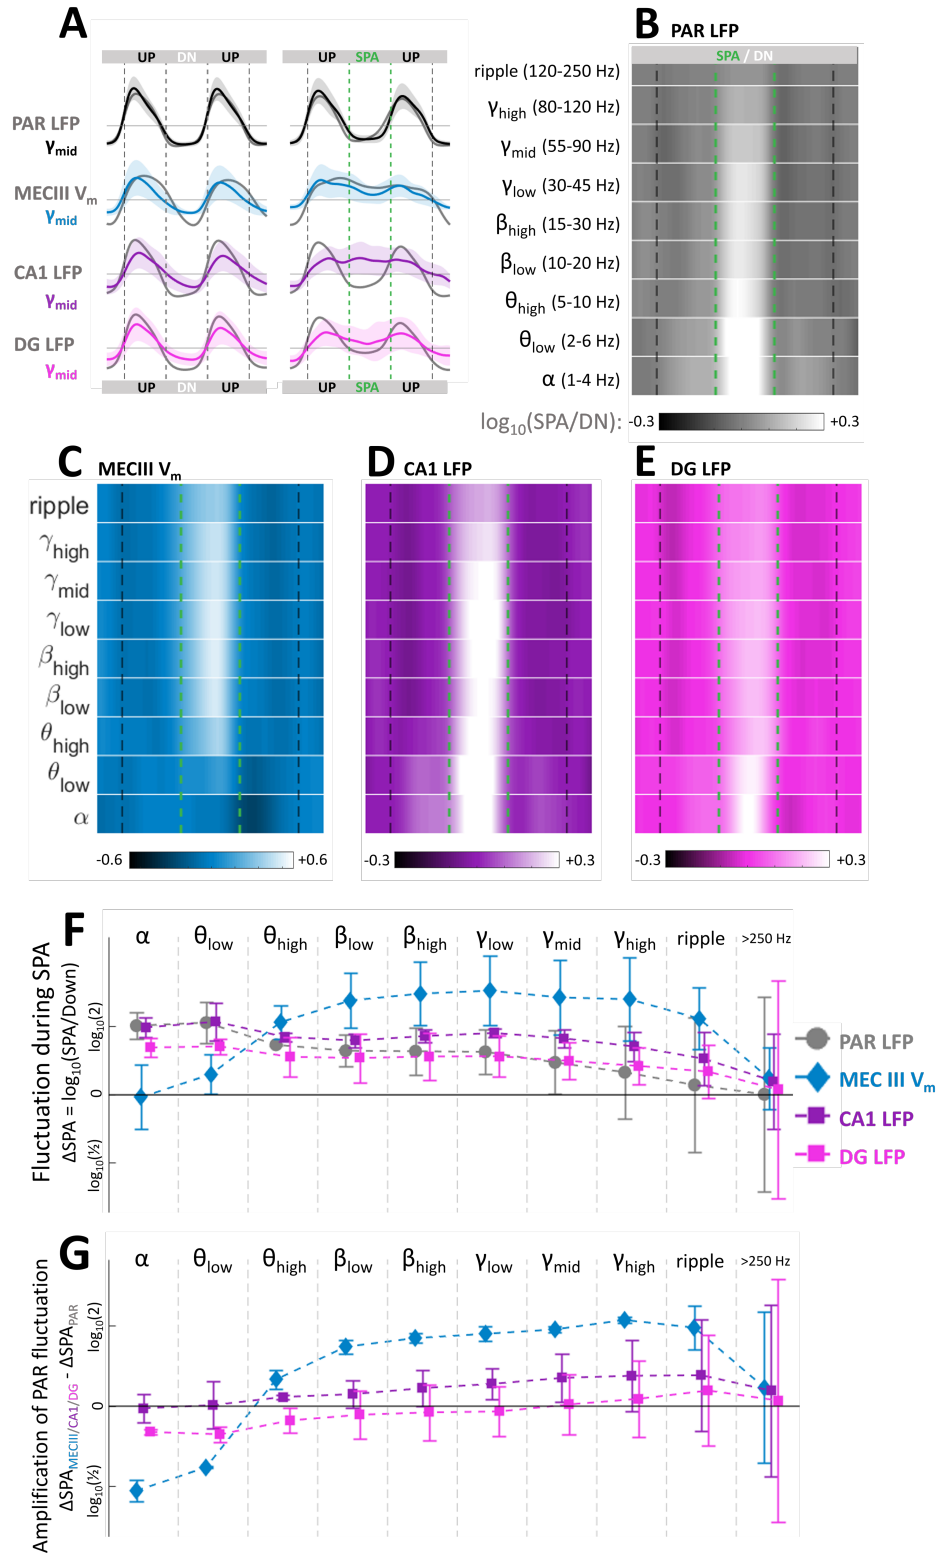 A
UP DN UP
UP SPA UP
PAR LFP
γmid
MECIII Vm
γmid
CA1 LFP
γmid
DG LFP
γmid
UP DN UP
UP SPA UP
B PAR LFP
SPA / DN
ripple (120-250 Hz)
γhigh (80-120 Hz)
γmid (55-90 Hz)
γlow (30-45 Hz)
βhigh (15-30 Hz)
βlow (10-20 Hz)
θhigh (5-10 Hz)
θlow (2-6 Hz)
α (1-4 Hz)
log10(SPA/DN): -0.3 +0.3
C MECIII Vm
ripple
γhigh
γmid
γlow
βhigh
βlow
θhigh
θlow
α
-0.6 +0.6
D CA1 LFP
-0.3 +0.3
E DG LFP
-0.3 +0.3
F
α θlow θhigh βlow βhigh γlow γmid γhigh ripple >250 Hz
Fluctuation during SPA
ΔSPA = log10(SPA/Down)
log10(2)
0
log10(½)
PAR LFP
MEC III Vm
CA1 LFP
DG LFP
G
α θlow θhigh βlow βhigh γlow γmid γhigh ripple >250 Hz
Amplification of PAR fluctuation
ΔSPAMECIII/CA1/DG - ΔSPAPAR
log10(2)
0
log10(½)